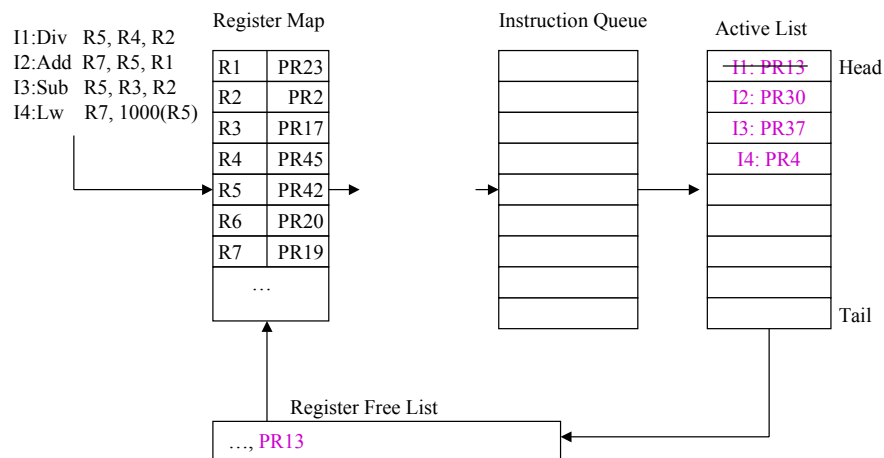 Register Map
Instruction Queue
Active List
I1:Div R5, R4, R2
I2:Add R7, R5, R1
I3:Sub R5, R3, R2
I4:Lw R7, 1000(R5)
R1 PR23
R2 PR2
R3 PR17
R4 PR45
R5 PR42
R6 PR20
R7 PR19
…
I1: PR13
Head
I2: PR30
I3: PR37
I4: PR4
Tail
Register Free List
…, PR13